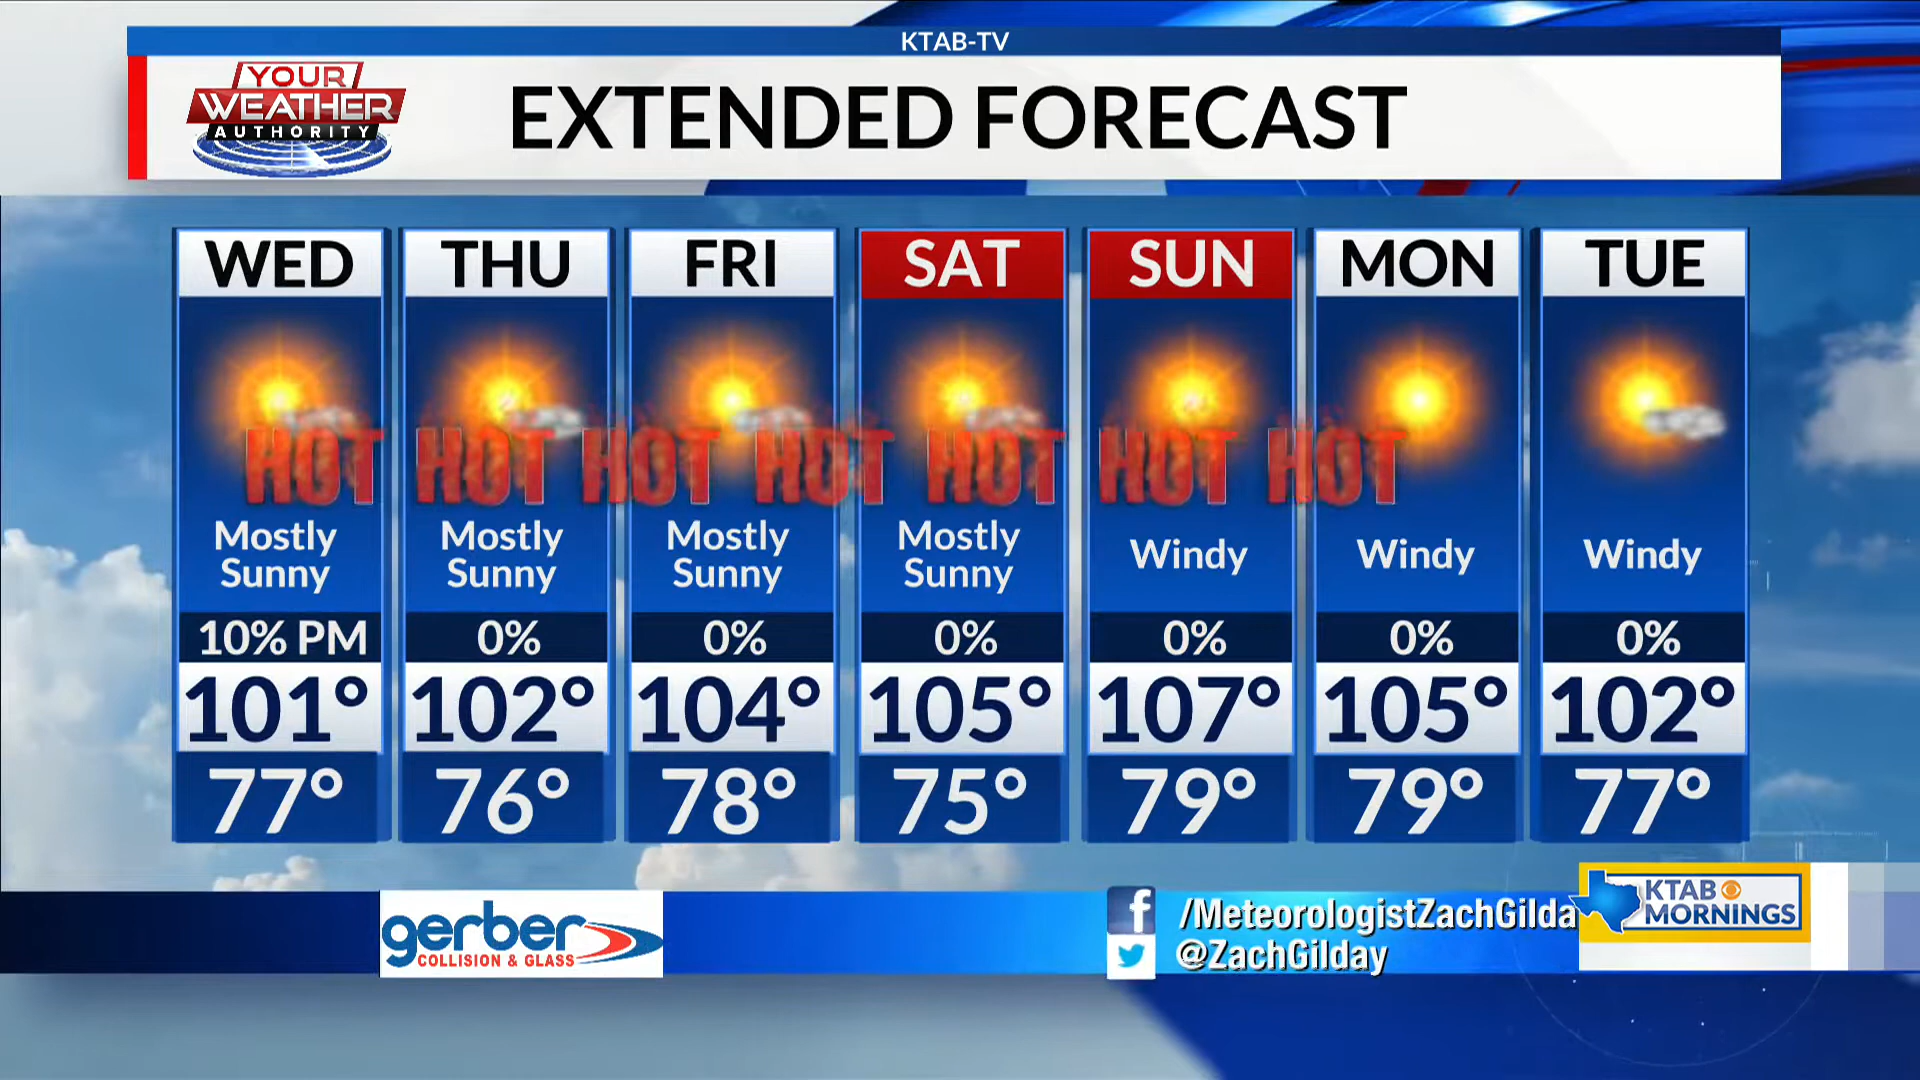 KTAB-TV
YOUR
WEATHER
AUTHORITY
EXTENDED FORECAST
WED THU FRI SAT SUN MON TUE
HOT HOT HOT HOT HOT HOT HOT
Mostly Sunny
Mostly Sunny
Mostly Sunny
Mostly Sunny
Windy
Windy
Windy
10% PM 0% 0% 0% 0% 0% 0%
101° 102° 104° 105° 107° 105° 102°
77° 76° 78° 75° 79° 79° 77°
gerber
COLLISION & GLASS
f /MeteorologistZachGilda
@ZachGilday
KTAB
MORNINGS